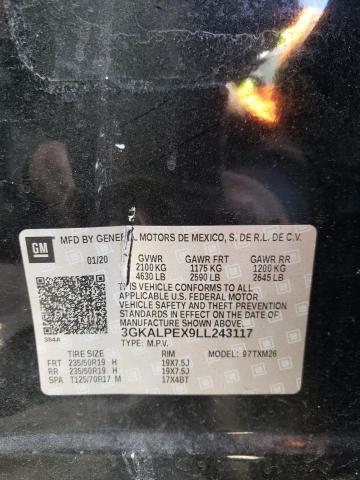 GM
MFD BY GENERAL MOTORS DE MEXICO, S. DE R.L. DE C.V.
01/20 GVWR GAWR FRT GAWR RR
2100 KG 1175 KG 1200 KG
4630 LB 2590 LB 2645 LB
THIS VEHICLE CONFORMS TO ALL
APPLICABLE U.S. FEDERAL MOTOR
VEHICLE SAFETY, BUMPER, AND THEFT
PREVENTION STANDARDS IN EFFECT ON
THE DATE OF MANUFACTURE SHOWN ABOVE.
384A
3GKALPEX9LL243117
TYPE: M.P.V.
TIRE SIZE RIM MODEL: 97TXM26
FRT 235/50R19 H 19X7.5J
RR 235/50R19 H 19X7.5J
SPA T125/70R17 M 17X4BT